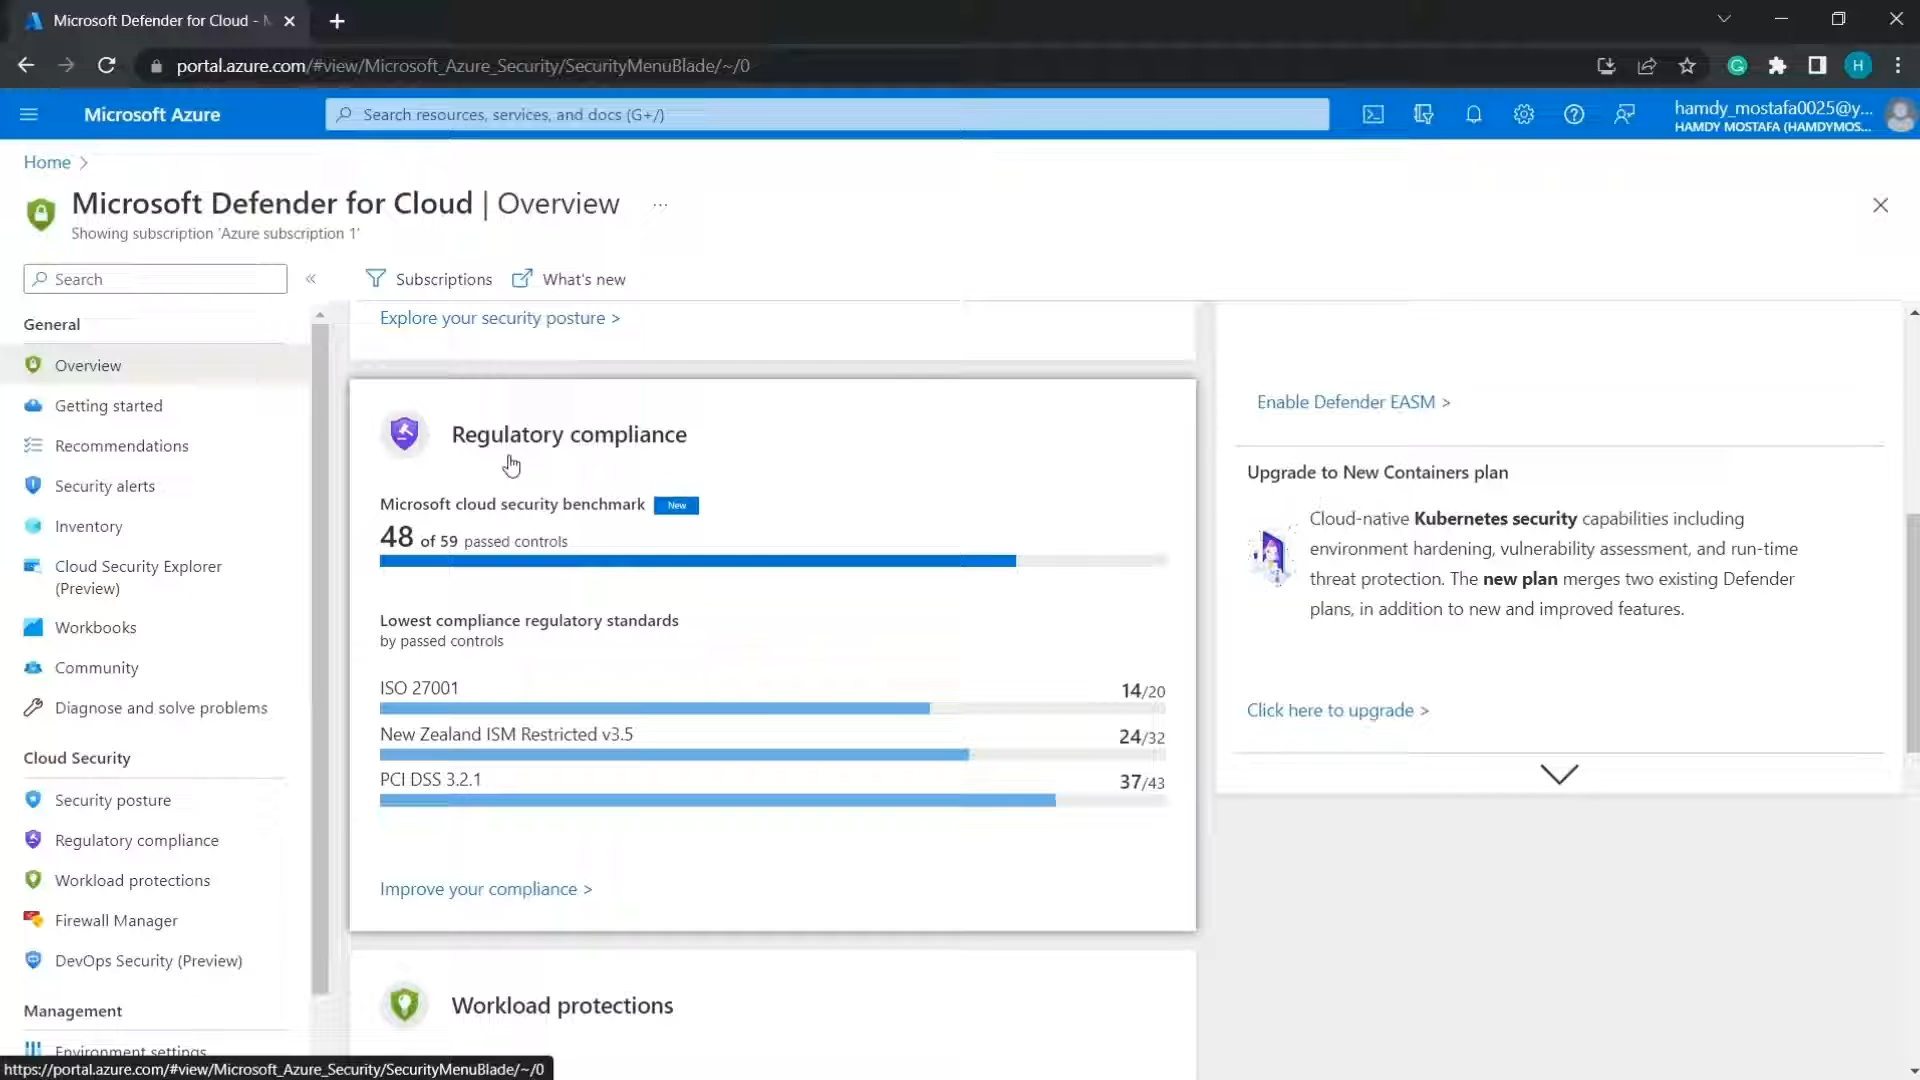 Microsoft Defender for Cloud - M
portal.azure.com/#view/Microsoft_Azure_Security/SecurityMenuBlade/~/0
G
H
Microsoft Azure
Search resources, services, and docs (G+/)
hamdy_mostafa0025@y...
HAMDY MOSTAFA (HAMDYMOS...
Home >
Microsoft Defender for Cloud | Overview ...
Showing subscription 'Azure subscription 1'
Search
«
Subscriptions
What's new
General
Overview
Getting started
Recommendations
Security alerts
Inventory
Cloud Security Explorer
(Preview)
Workbooks
Community
Diagnose and solve problems
Cloud Security
Security posture
Regulatory compliance
Workload protections
Firewall Manager
DevOps Security (Preview)
Management
Environment settings
Explore your security posture >
Regulatory compliance
Microsoft cloud security benchmark New
48 of 59 passed controls
Lowest compliance regulatory standards
by passed controls
ISO 27001 14/20
New Zealand ISM Restricted v3.5 24/32
PCI DSS 3.2.1 37/43
Improve your compliance >
Workload protections
Enable Defender EASM >
Upgrade to New Containers plan
Cloud-native Kubernetes security capabilities including
environment hardening, vulnerability assessment, and run-time
threat protection. The new plan merges two existing Defender
plans, in addition to new and improved features.
Click here to upgrade >
https://portal.azure.com/#view/Microsoft_Azure_Security/SecurityMenuBlade/~/0